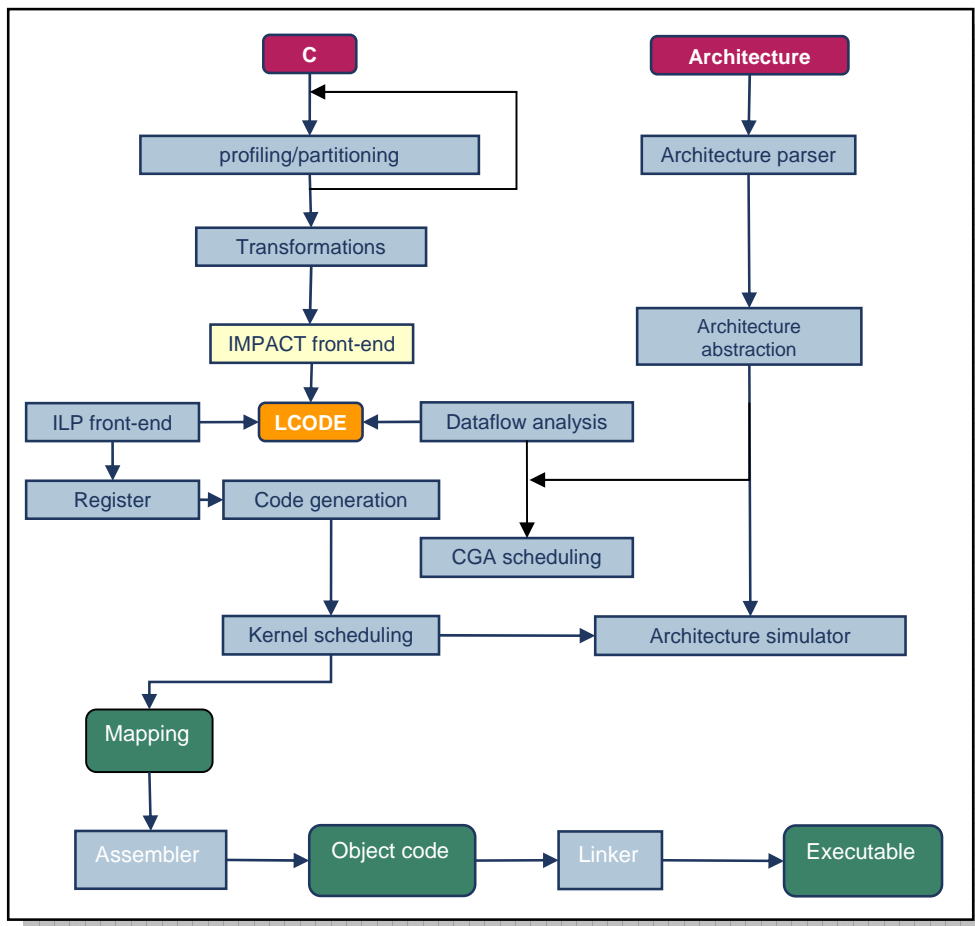 C
Architecture
profiling/partitioning
Architecture parser
Transformations
Architecture
abstraction
IMPACT front-end
ILP front-end
LCODE
Dataflow analysis
Register
Code generation
CGA scheduling
Kernel scheduling
Architecture simulator
Mapping
Assembler
Object code
Linker
Executable